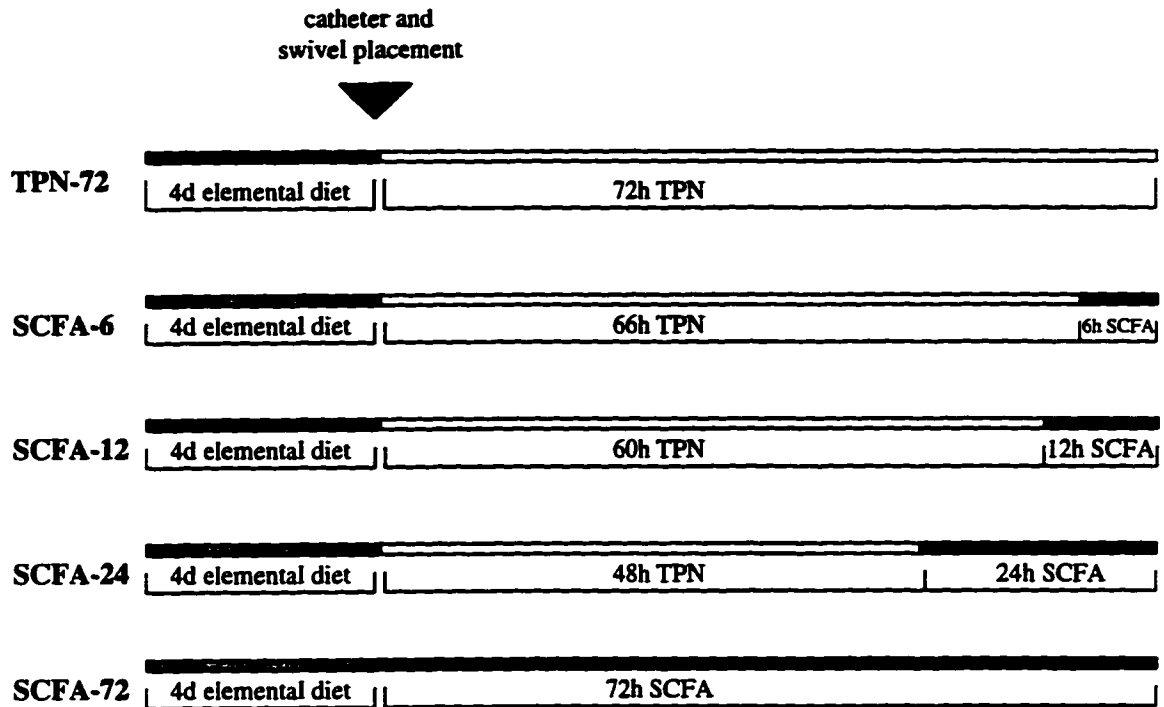 catheter and
swivel placement
TPN-72
4d elemental diet
72h TPN
SCFA-6
4d elemental diet
66h TPN
6h SCFA
SCFA-12
4d elemental diet
60h TPN
12h SCFA
SCFA-24
4d elemental diet
48h TPN
24h SCFA
SCFA-72
4d elemental diet
72h SCFA